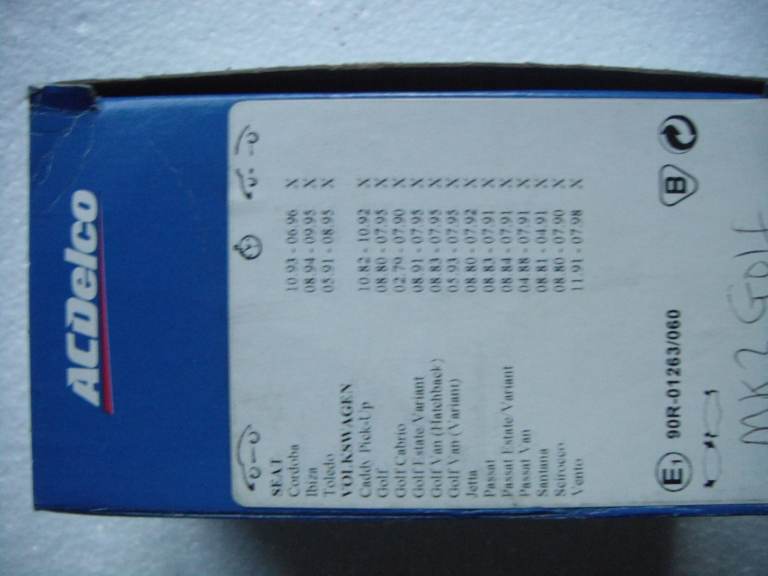 ACDelco
SEAT
Cordoba 10.93 - 06.96 X
Ibiza 08.94 - 09.95 X
Toledo 05.91 - 08.95 X
VOLKSWAGEN
Caddy Pick-Up 10.82 - 10.92 X
Golf 08.80 - 07.95 X
Golf Cabrio 02.79 - 07.90 X
Golf Estate Variant 08.91 - 07.95 X
Golf Van (Hatchback) 08.83 - 07.95 X
Golf Van (Variant) 05.93 - 07.95 X
Jetta 08.80 - 07.92 X
Passat 08.83 - 07.91 X
Passat Estate/Variant 08.84 - 07.91 X
Passat Van 04.88 - 07.91 X
Santana 08.81 - 04.91 X
Scirocco 08.80 - 07.90 X
Vento 11.91 - 07.98 X
E1 90R-01263/060 B
MK2 Golf